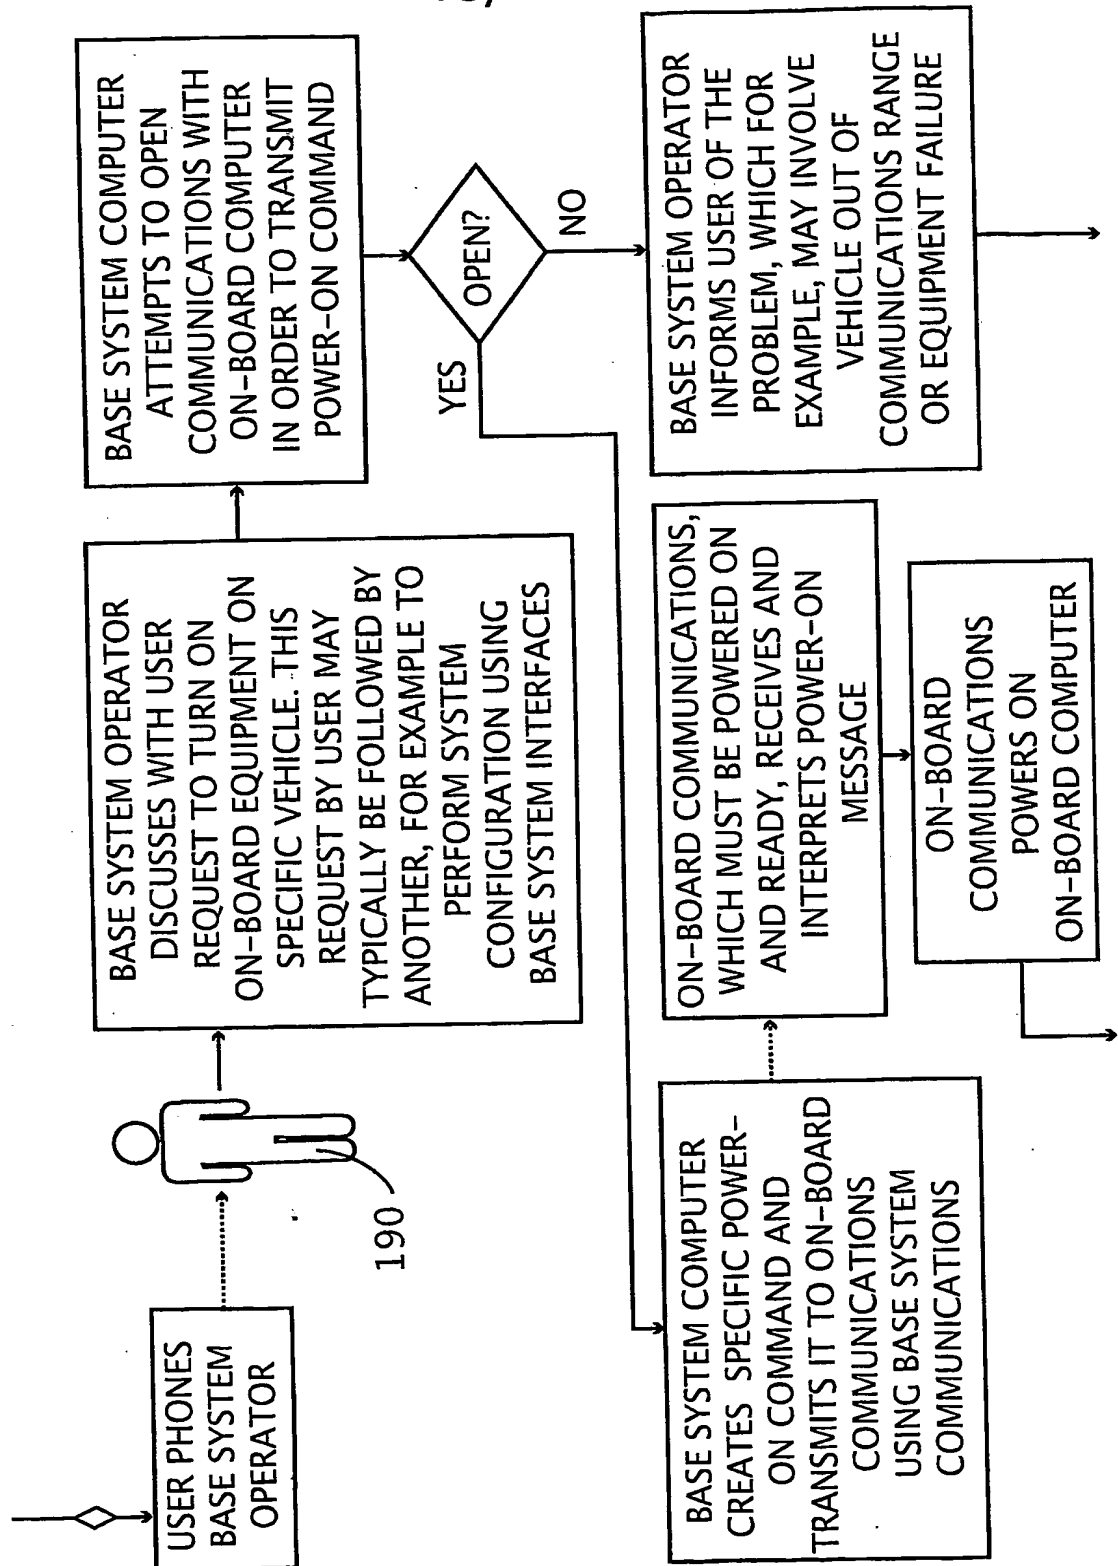 USER PHONES
BASE SYSTEM
OPERATOR
190
BASE SYSTEM OPERATOR
DISCUSSES WITH USER
REQUEST TO TURN ON
ON-BOARD EQUIPMENT ON
SPECIFIC VEHICLE. THIS
REQUEST BY USER MAY
TYPICALLY BE FOLLOWED BY
ANOTHER, FOR EXAMPLE TO
PERFORM SYSTEM
CONFIGURATION USING
BASE SYSTEM INTERFACES
BASE SYSTEM COMPUTER
ATTEMPTS TO OPEN
COMMUNICATIONS WITH
ON-BOARD COMPUTER
IN ORDER TO TRANSMIT
POWER-ON COMMAND
OPEN?
YES
NO
BASE SYSTEM COMPUTER
CREATES SPECIFIC POWER-
ON COMMAND AND
TRANSMITS IT TO ON-BOARD
COMMUNICATIONS
USING BASE SYSTEM
COMMUNICATIONS
ON-BOARD COMMUNICATIONS,
WHICH MUST BE POWERED ON
AND READY, RECEIVES AND
INTERPRETS POWER-ON
MESSAGE
ON-BOARD
COMMUNICATIONS
POWERS ON
ON-BOARD COMPUTER
BASE SYSTEM OPERATOR
INFORMS USER OF THE
PROBLEM, WHICH FOR
EXAMPLE, MAY INVOLVE
VEHICLE OUT OF
COMMUNICATIONS RANGE
OR EQUIPMENT FAILURE